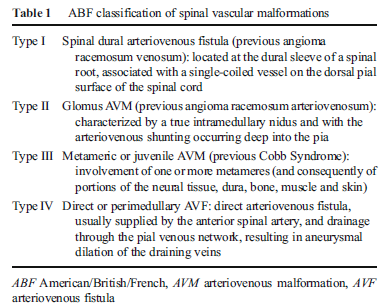 Table 1 ABF classification of spinal vascular malformations
Type I Spinal dural arteriovenous fistula (previous angioma
racemosum venosum): located at the dural sleeve of a spinal
root, associated with a single-coiled vessel on the dorsal pial
surface of the spinal cord
Type II Glomus AVM (previous angioma racemosum arteriovenosum):
characterized by a true intramedullary nidus and with the
arteriovenous shunting occurring deep into the pia
Type III Metameric or juvenile AVM (previous Cobb Syndrome):
involvement of one or more metameres (and consequently of
portions of the neural tissue, dura, bone, muscle and skin)
Type IV Direct or perimedullary AVF: direct arteriovenous fistula,
usually supplied by the anterior spinal artery, and drainage
through the pial venous network, resulting in aneurysmal
dilation of the draining veins
ABF American/British/French, AVM arteriovenous malformation, AVF
arteriovenous fistula